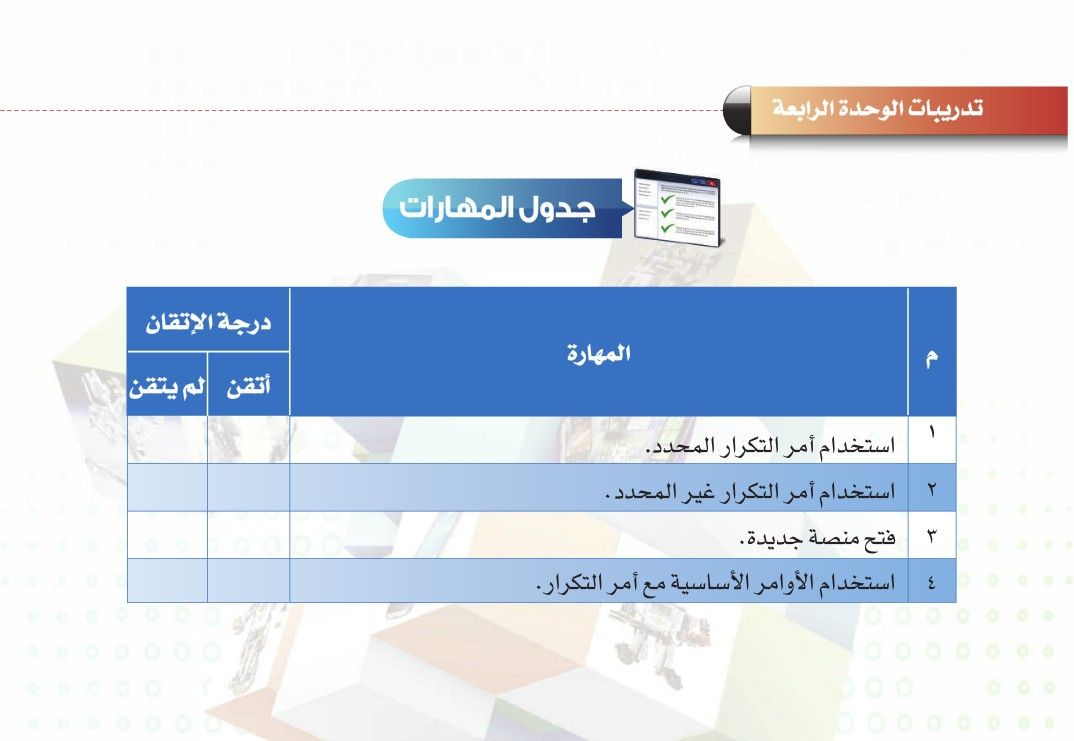 تدريبات الوحدة الرابعة
جدول المهارات
م
المهارة
درجة الإتقان
أتقن
لم يتقن
١ استخدام أمر التكرار المحدد.
٢ استخدام أمر التكرار غير المحدد.
٣ فتح منصة جديدة.
٤ استخدام الأوامر الأساسية مع أمر التكرار.